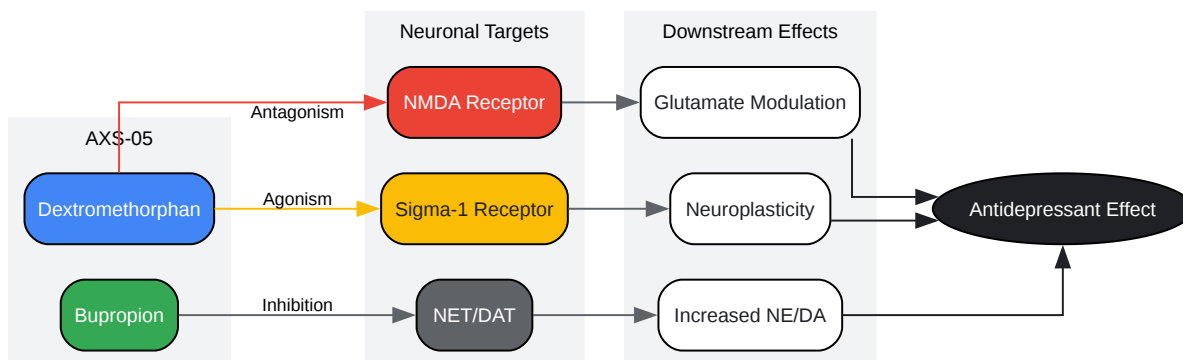 Neuronal Targets
Downstream Effects
NMDA Receptor
Glutamate Modulation
Antagonism
AXS-05
Dextromethorphan
Agonism
Sigma-1 Receptor
Neuroplasticity
Antidepressant Effect
Bupropion
Inhibition
NET/DAT
Increased NE/DA